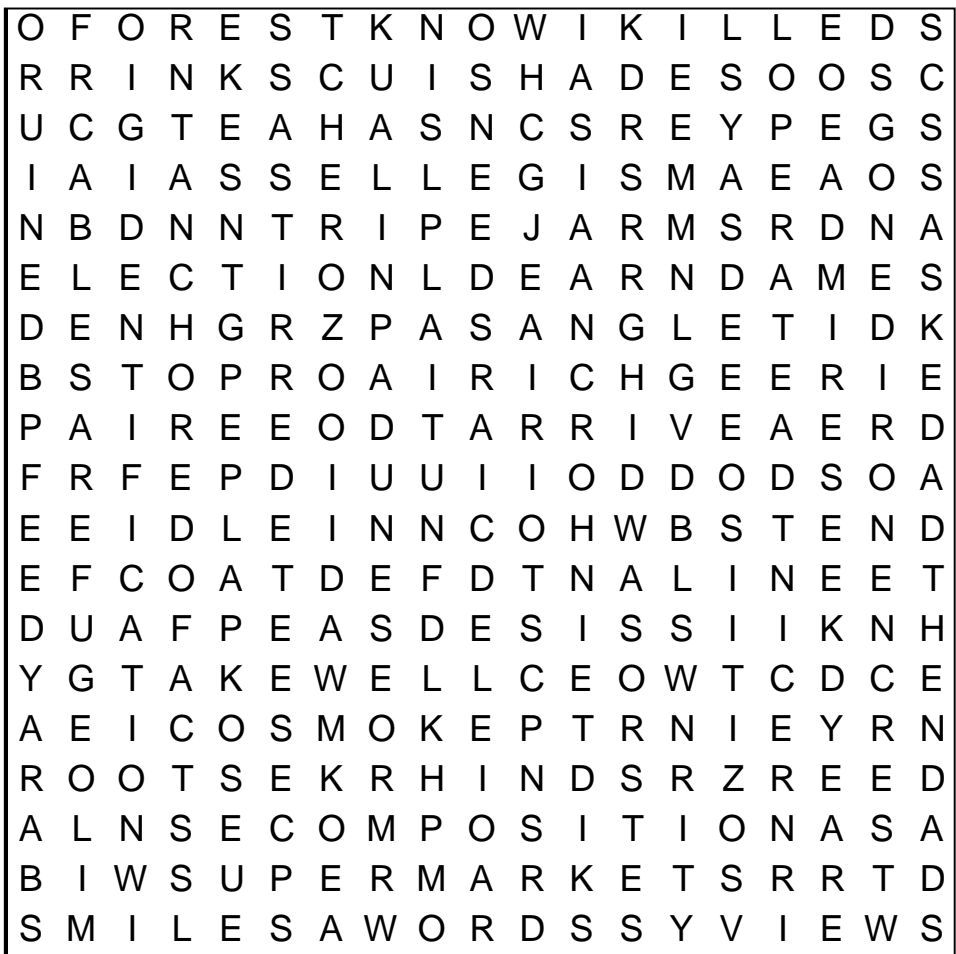 O F O R E S T K N O W I K I L L E D S
R R I N K S C U I S H A D E S O O S C
U C G T E A H A S N C S R E Y P E G S
I A I A S S E L L E G I S M A E A O S
N B D N N T R I P E J A R M S R D N A
E L E C T I O N L D E A R N D A M E S
D E N H G R Z P A S A N G L E T I D K
B S T O P R O A I R I C H G E E R I E
P A I R E E O D T A R R I V E A E R D
F R F E P D I U U I I O D D O D S O A
E E I D L E I N N C O H W B S T E N D
E F C O A T D E F D T N A L I N E E T
D U A F P E A S D E S I S S I I K N H
Y G T A K E W E L L C E O W T C D C E
A E I C O S M O K E P T R N I E Y R N
R O O T S E K R H I N D S R Z R E E D
A L N S E C O M P O S I T I O N A S A
B I W S U P E R M A R K E T S R R T D
S M I L E S A W O R D S S Y V I E W S